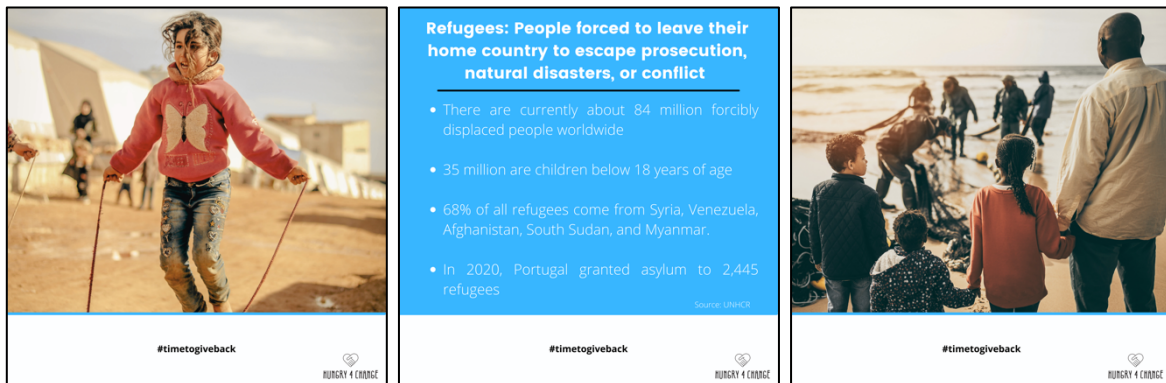 #timetogiveback
HUNGRY 4 CHANGE
Refugees: People forced to leave their
home country to escape prosecution,
natural disasters, or conflict
• There are currently about 84 million forcibly
displaced people worldwide
• 35 million are children below 18 years of age
• 68% of all refugees come from Syria, Venezuela,
Afghanistan, South Sudan, and Myanmar.
• In 2020, Portugal granted asylum to 2,445
refugees
Source: UNHCR
#timetogiveback
HUNGRY 4 CHANGE
#timetogiveback
HUNGRY 4 CHANGE